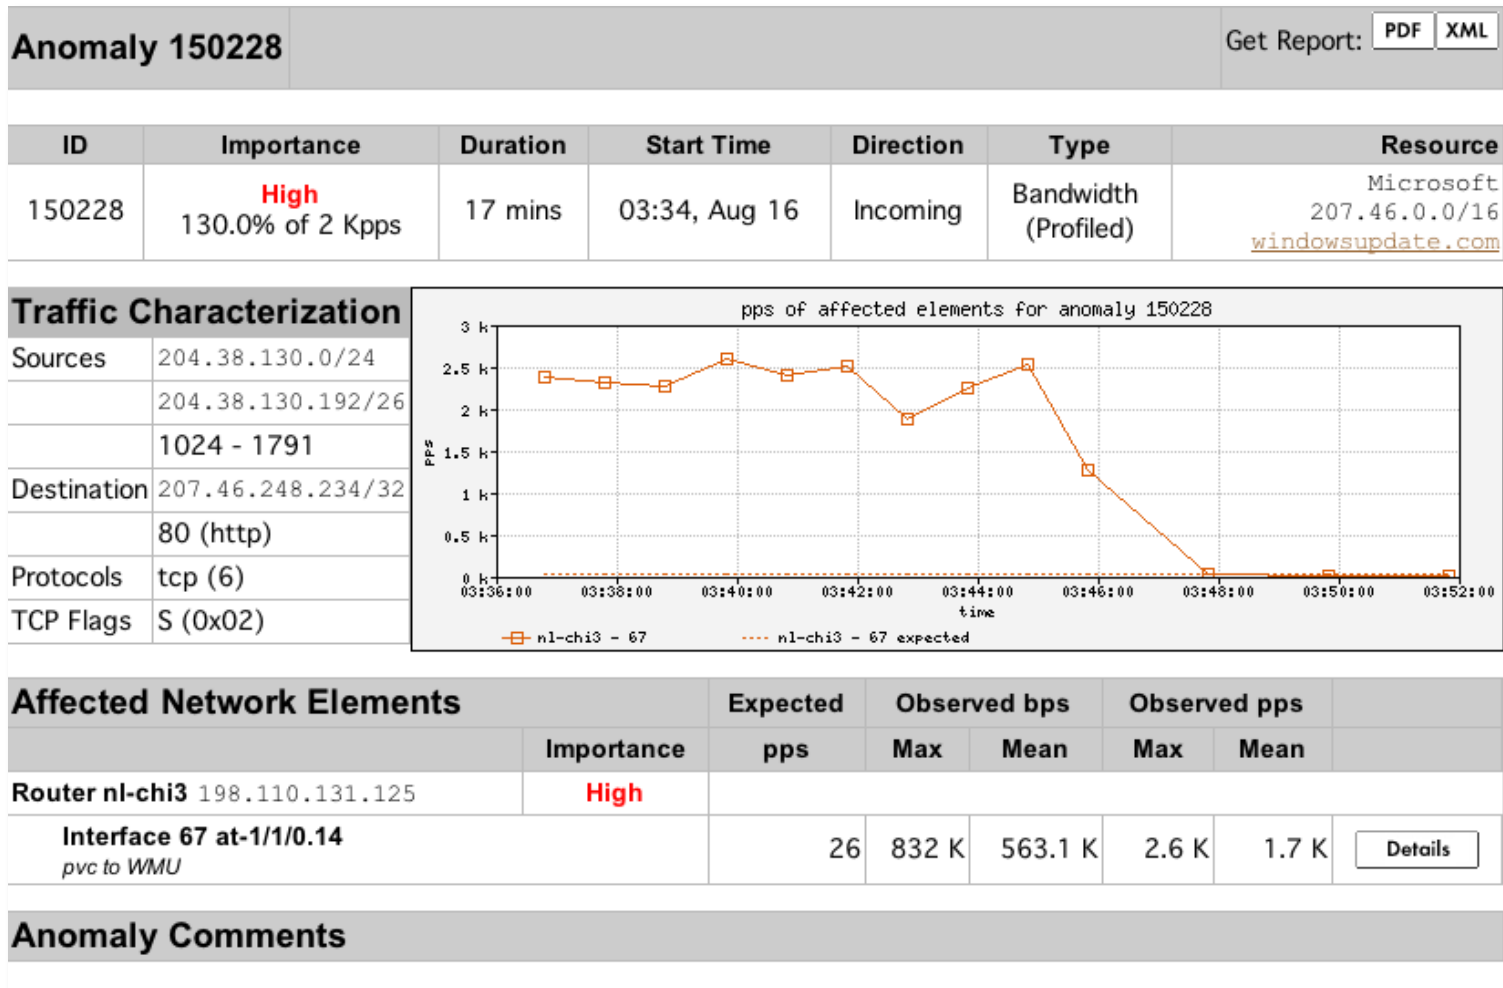 Anomaly 150228
Get Report: PDF XML
ID Importance Duration Start Time Direction Type Resource
150228 High 130.0% of 2 Kpps 17 mins 03:34, Aug 16 Incoming Bandwidth (Profiled) Microsoft 207.46.0.0/16 windowsupdate.com
Traffic Characterization
Sources 204.38.130.0/24
204.38.130.192/26
1024 - 1791
Destination 207.46.248.234/32
80 (http)
Protocols tcp (6)
TCP Flags S (0x02)
pps of affected elements for anomaly 150228
3 k
2.5 k
2 k
1.5 k
1 k
0.5 k
0 k
pps
03:36:00 03:38:00 03:40:00 03:42:00 03:44:00 03:46:00 03:48:00 03:50:00 03:52:00
time
nl-chi3 - 67 nl-chi3 - 67 expected
Affected Network Elements Expected Observed bps Observed pps
Importance pps Max Mean Max Mean
Router nl-chi3 198.110.131.125 High
Interface 67 at-1/1/0.14 26 832 K 563.1 K 2.6 K 1.7 K Details
pvc to WMU
Anomaly Comments